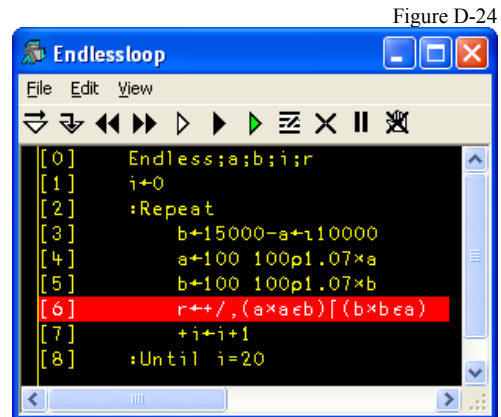 Figure D-24
Endlessloop
File Edit View
[0] Endless;a;b;i;r
[1] i←0
[2] :Repeat
[3] b←15000-a←⍳10000
[4] a←100 100⍴1.07×a
[5] b←100 100⍴1.07×b
[6] r←+/,(a×a∊b)⌈(b×b∊a)
[7] +i←i+1
[8] :Until i=20